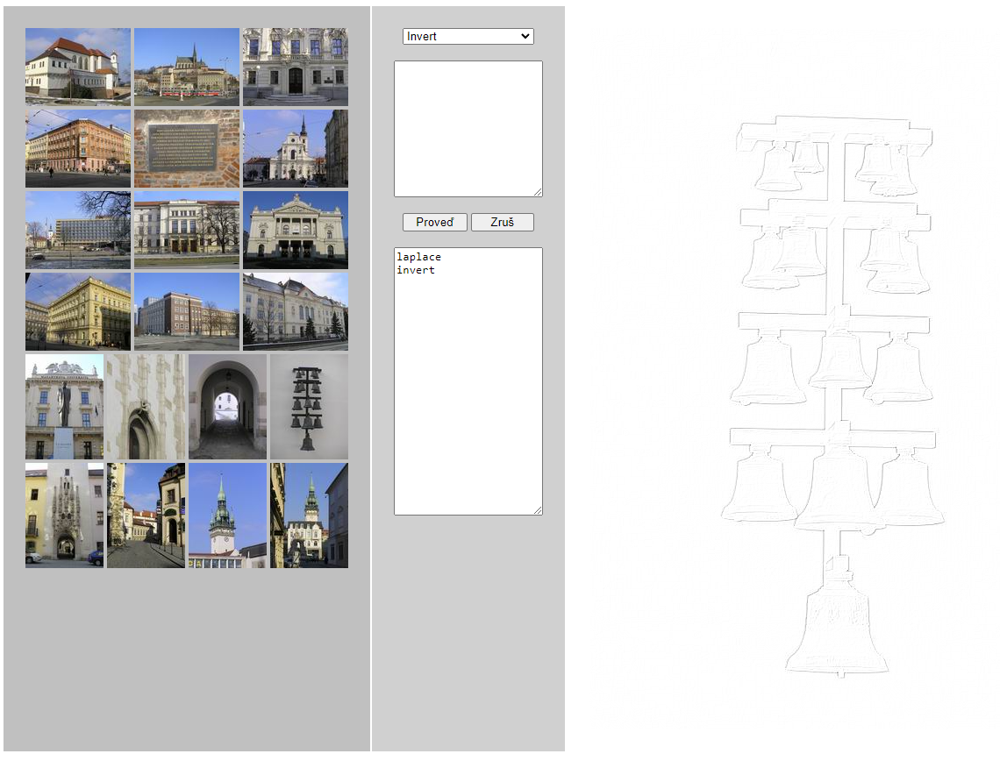 Invert
Proveď
Zruš
laplace
invert